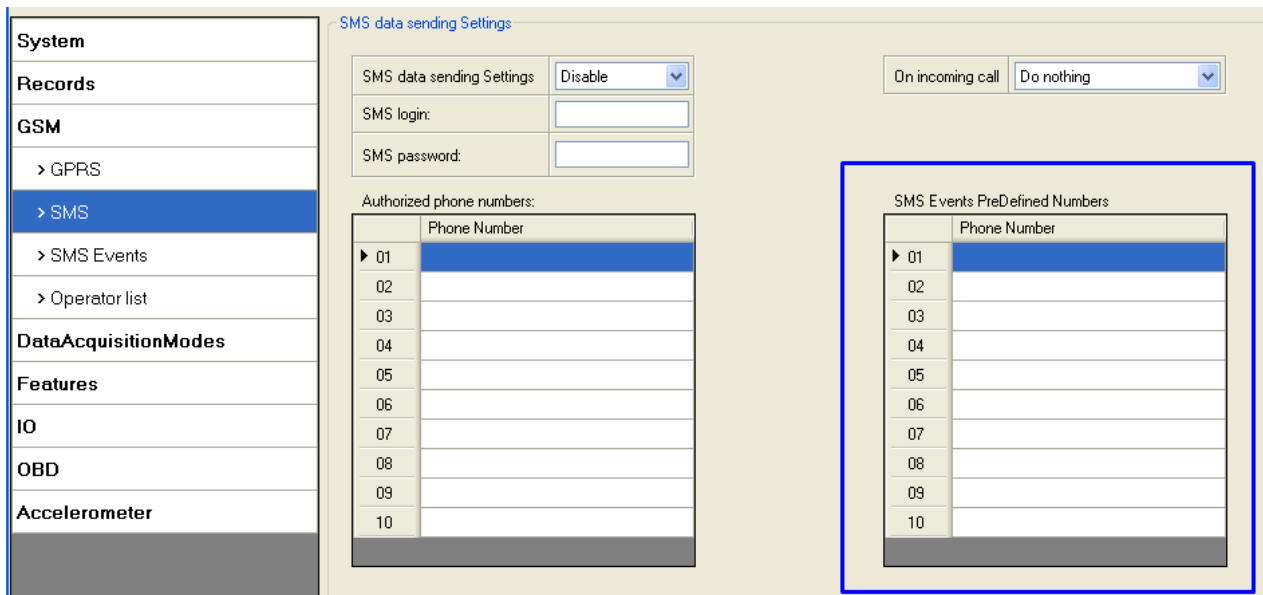 System
Records
GSM
> GPRS
> SMS
> SMS Events
> Operator list
DataAcquisitionModes
Features
IO
OBD
Accelerometer
SMS data sending Settings
SMS data sending Settings Disable
SMS login:
SMS password:
On incoming call Do nothing
Authorized phone numbers:
Phone Number
01
02
03
04
05
06
07
08
09
10
SMS Events PreDefined Numbers
Phone Number
01
02
03
04
05
06
07
08
09
10